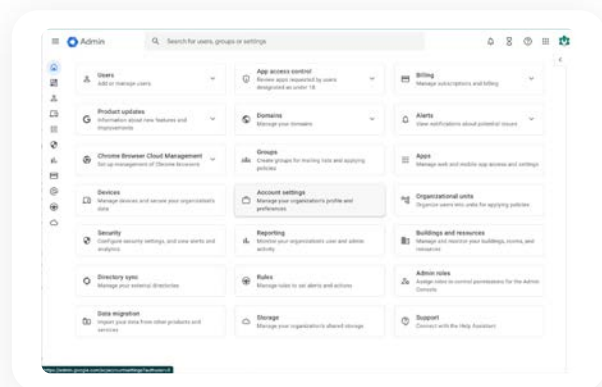 Admin
Search for users, groups or settings
Users
Add or manage users
App access control
Review apps requested by users
designated as under 18
Billing
Manage subscriptions and billing
Product updates
Information about new features and
improvements
Domains
Manage your domains
Alerts
View notifications about potential issues
Chrome Browser Cloud Management
Set up management of Chrome browsers
Groups
Create groups for mailing lists and applying
policies
Apps
Manage web and mobile app access and settings
Devices
Manage devices and secure your organization's
data
Account settings
Manage your organization's profile and
preferences
Organizational units
Organize users into units for applying policies
Security
Configure security settings, and view alerts and
analytics
Reporting
Monitor your organization's user and admin
activity
Buildings and resources
Manage and monitor your buildings, rooms, and
resources
Directory sync
Manage your external directories
Rules
Manage rules to set alerts and actions
Admin roles
Assign roles to control permissions for the Admin
Console
Data migration
Import your data from other products and
services
Storage
Manage your organization's shared storage
Support
Connect with the Help Assistant